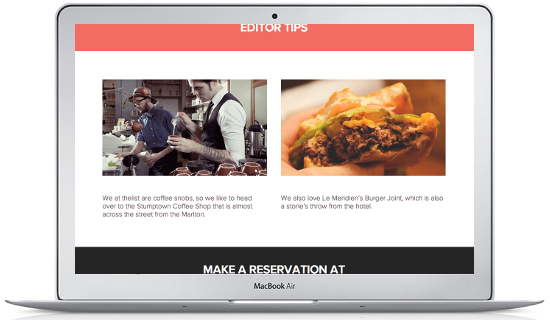 EDITOR TIPS
We at thelist are coffee snobs, so we like to head
over to the Stumptown Coffee Shop that is almost
across the street from the Marlton.
We also love Le Meridien's Burger Joint, which is also
a stone's throw from the hotel.
MAKE A RESERVATION AT
MacBook Air